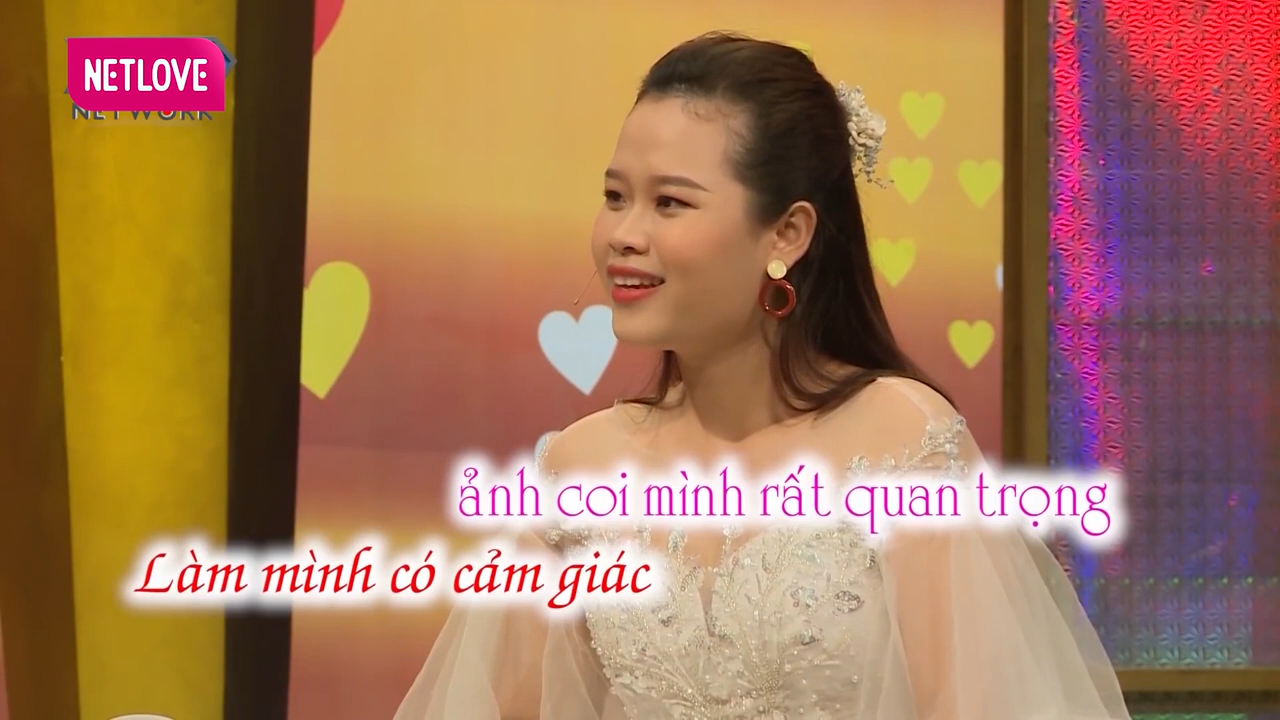 NETLOVE
NETWORK
ảnh coi mình rất quan trọng
Làm mình có cảm giác